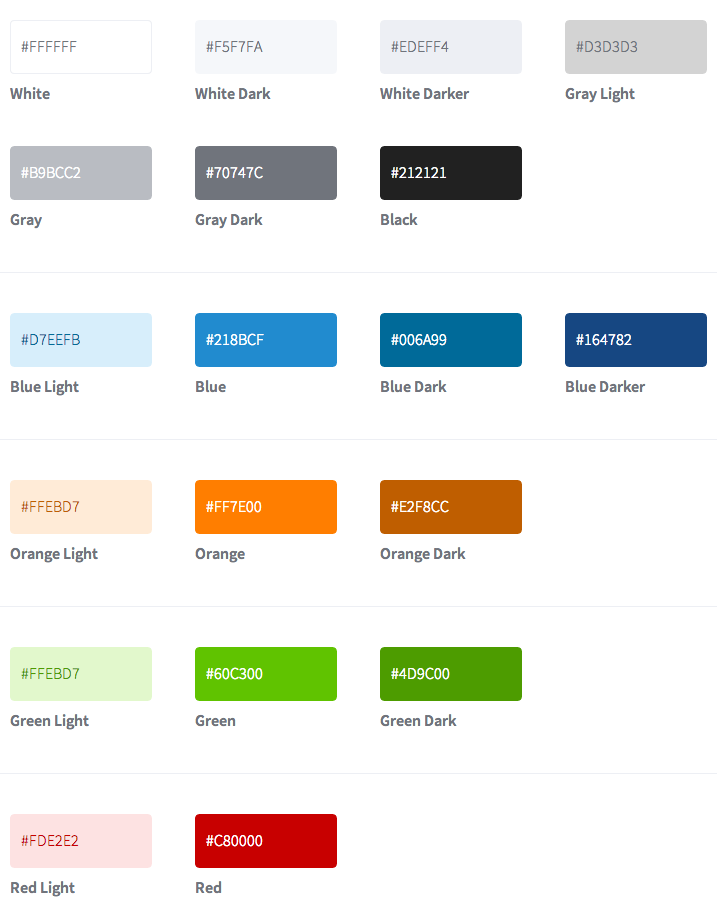 #FFFFFF #F5F7FA #EDEFF4 #D3D3D3
White White Dark White Darker Gray Light
#B9BCC2 #70747C #212121
Gray Gray Dark Black
#D7EEFB #218BCF #006A99 #164782
Blue Light Blue Blue Dark Blue Darker
#FFEBD7 #FF7E00 #E2F8CC
Orange Light Orange Orange Dark
#FFEBD7 #60C300 #4D9C00
Green Light Green Green Dark
#FDE2E2 #C80000
Red Light Red